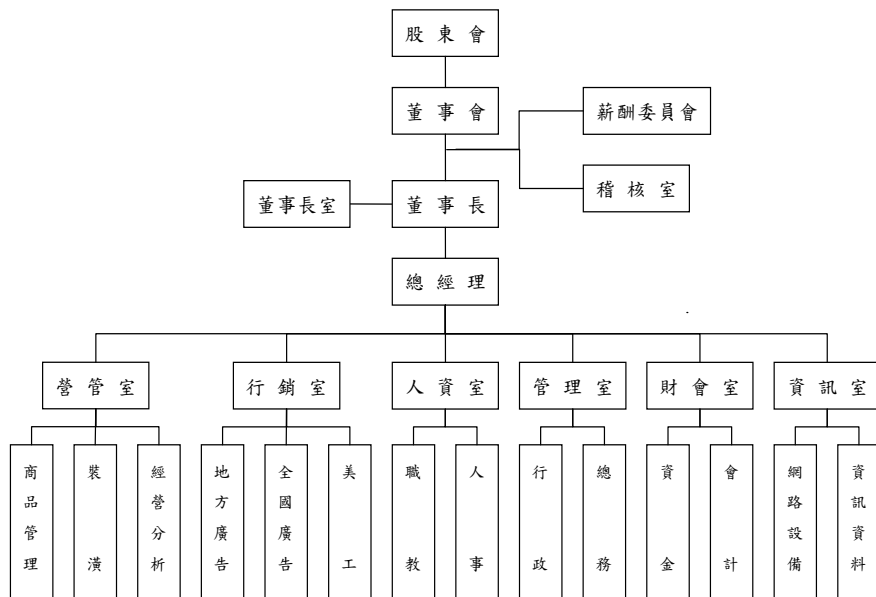 股東會
董事會
薪酬委員會
稽核室
董事長室
董事長
總經理
營管室
行銷室
人資室
管理室
財會室
資訊室
商品管理
裝潢
經營分析
地方廣告
全國廣告
美工
職教
人事
行政
總務
資金
會計
網路設備
資訊資料